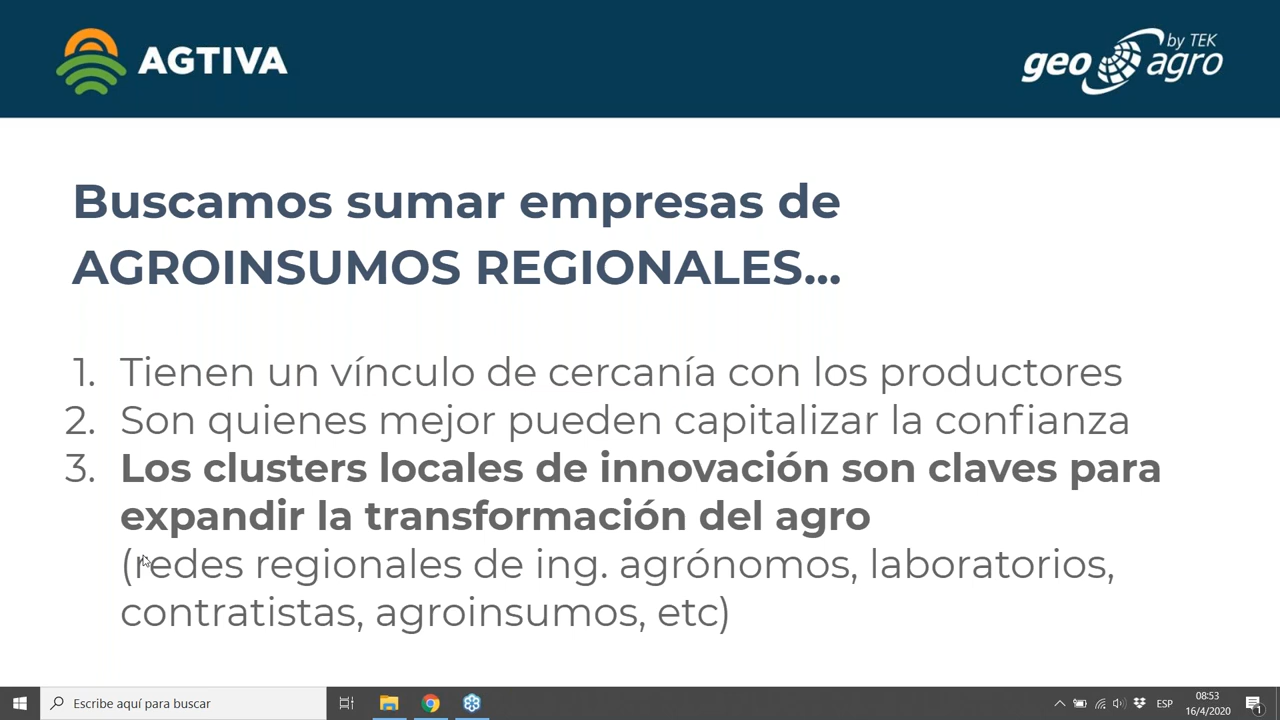 AGTIVA
geo agro by TEK
Buscamos sumar empresas de
AGROINSUMOS REGIONALES...
1. Tienen un vínculo de cercanía con los productores
2. Son quienes mejor pueden capitalizar la confianza
3. Los clusters locales de innovación son claves para
expandir la transformación del agro
(redes regionales de ing. agrónomos, laboratorios,
contratistas, agroinsumos, etc)
Escribe aquí para buscar
ESP
08:53
16/4/2020
1